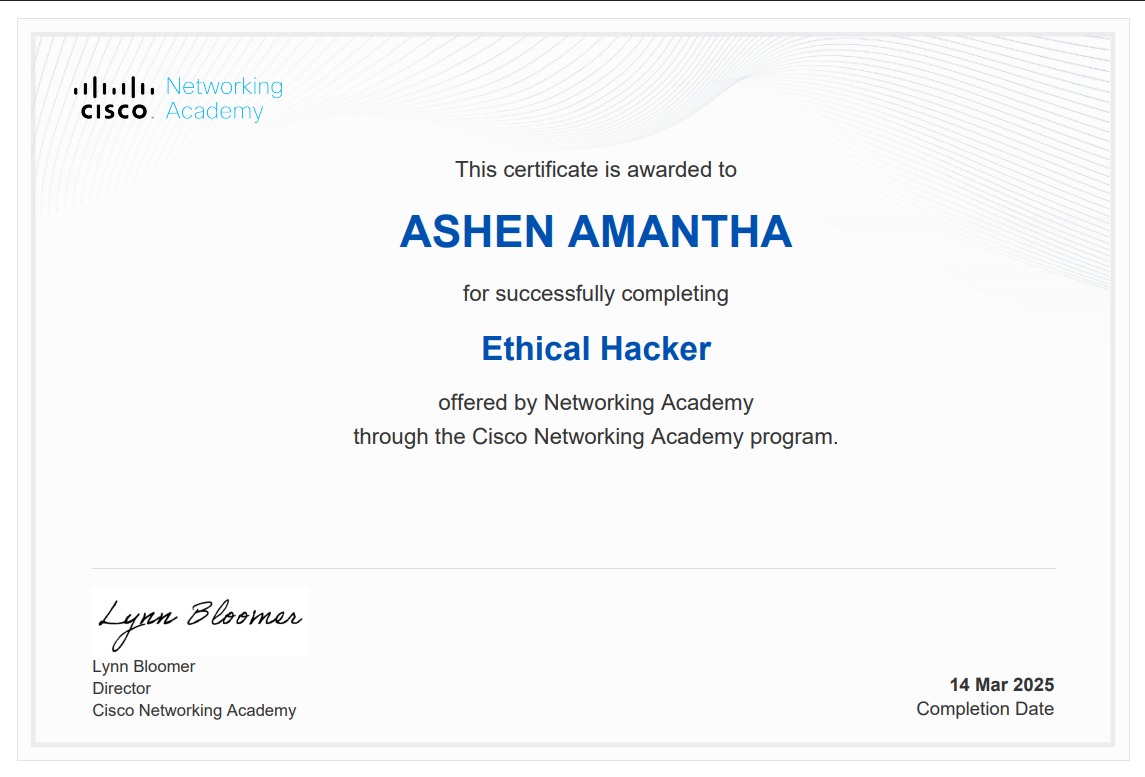 Networking
CISCO Academy
This certificate is awarded to
ASHEN AMANTHA
for successfully completing
Ethical Hacker
offered by Networking Academy
through the Cisco Networking Academy program.
Lynn Bloomer
Lynn Bloomer
Director
Cisco Networking Academy
14 Mar 2025
Completion Date